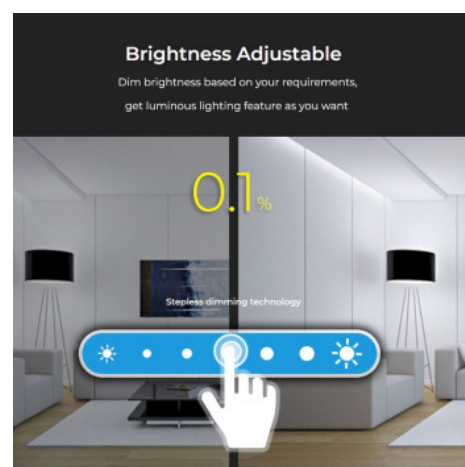 Brightness Adjustable
Dim brightness based on your requirements,
get luminous lighting feature as you want
0.1%
Stepless dimming technology